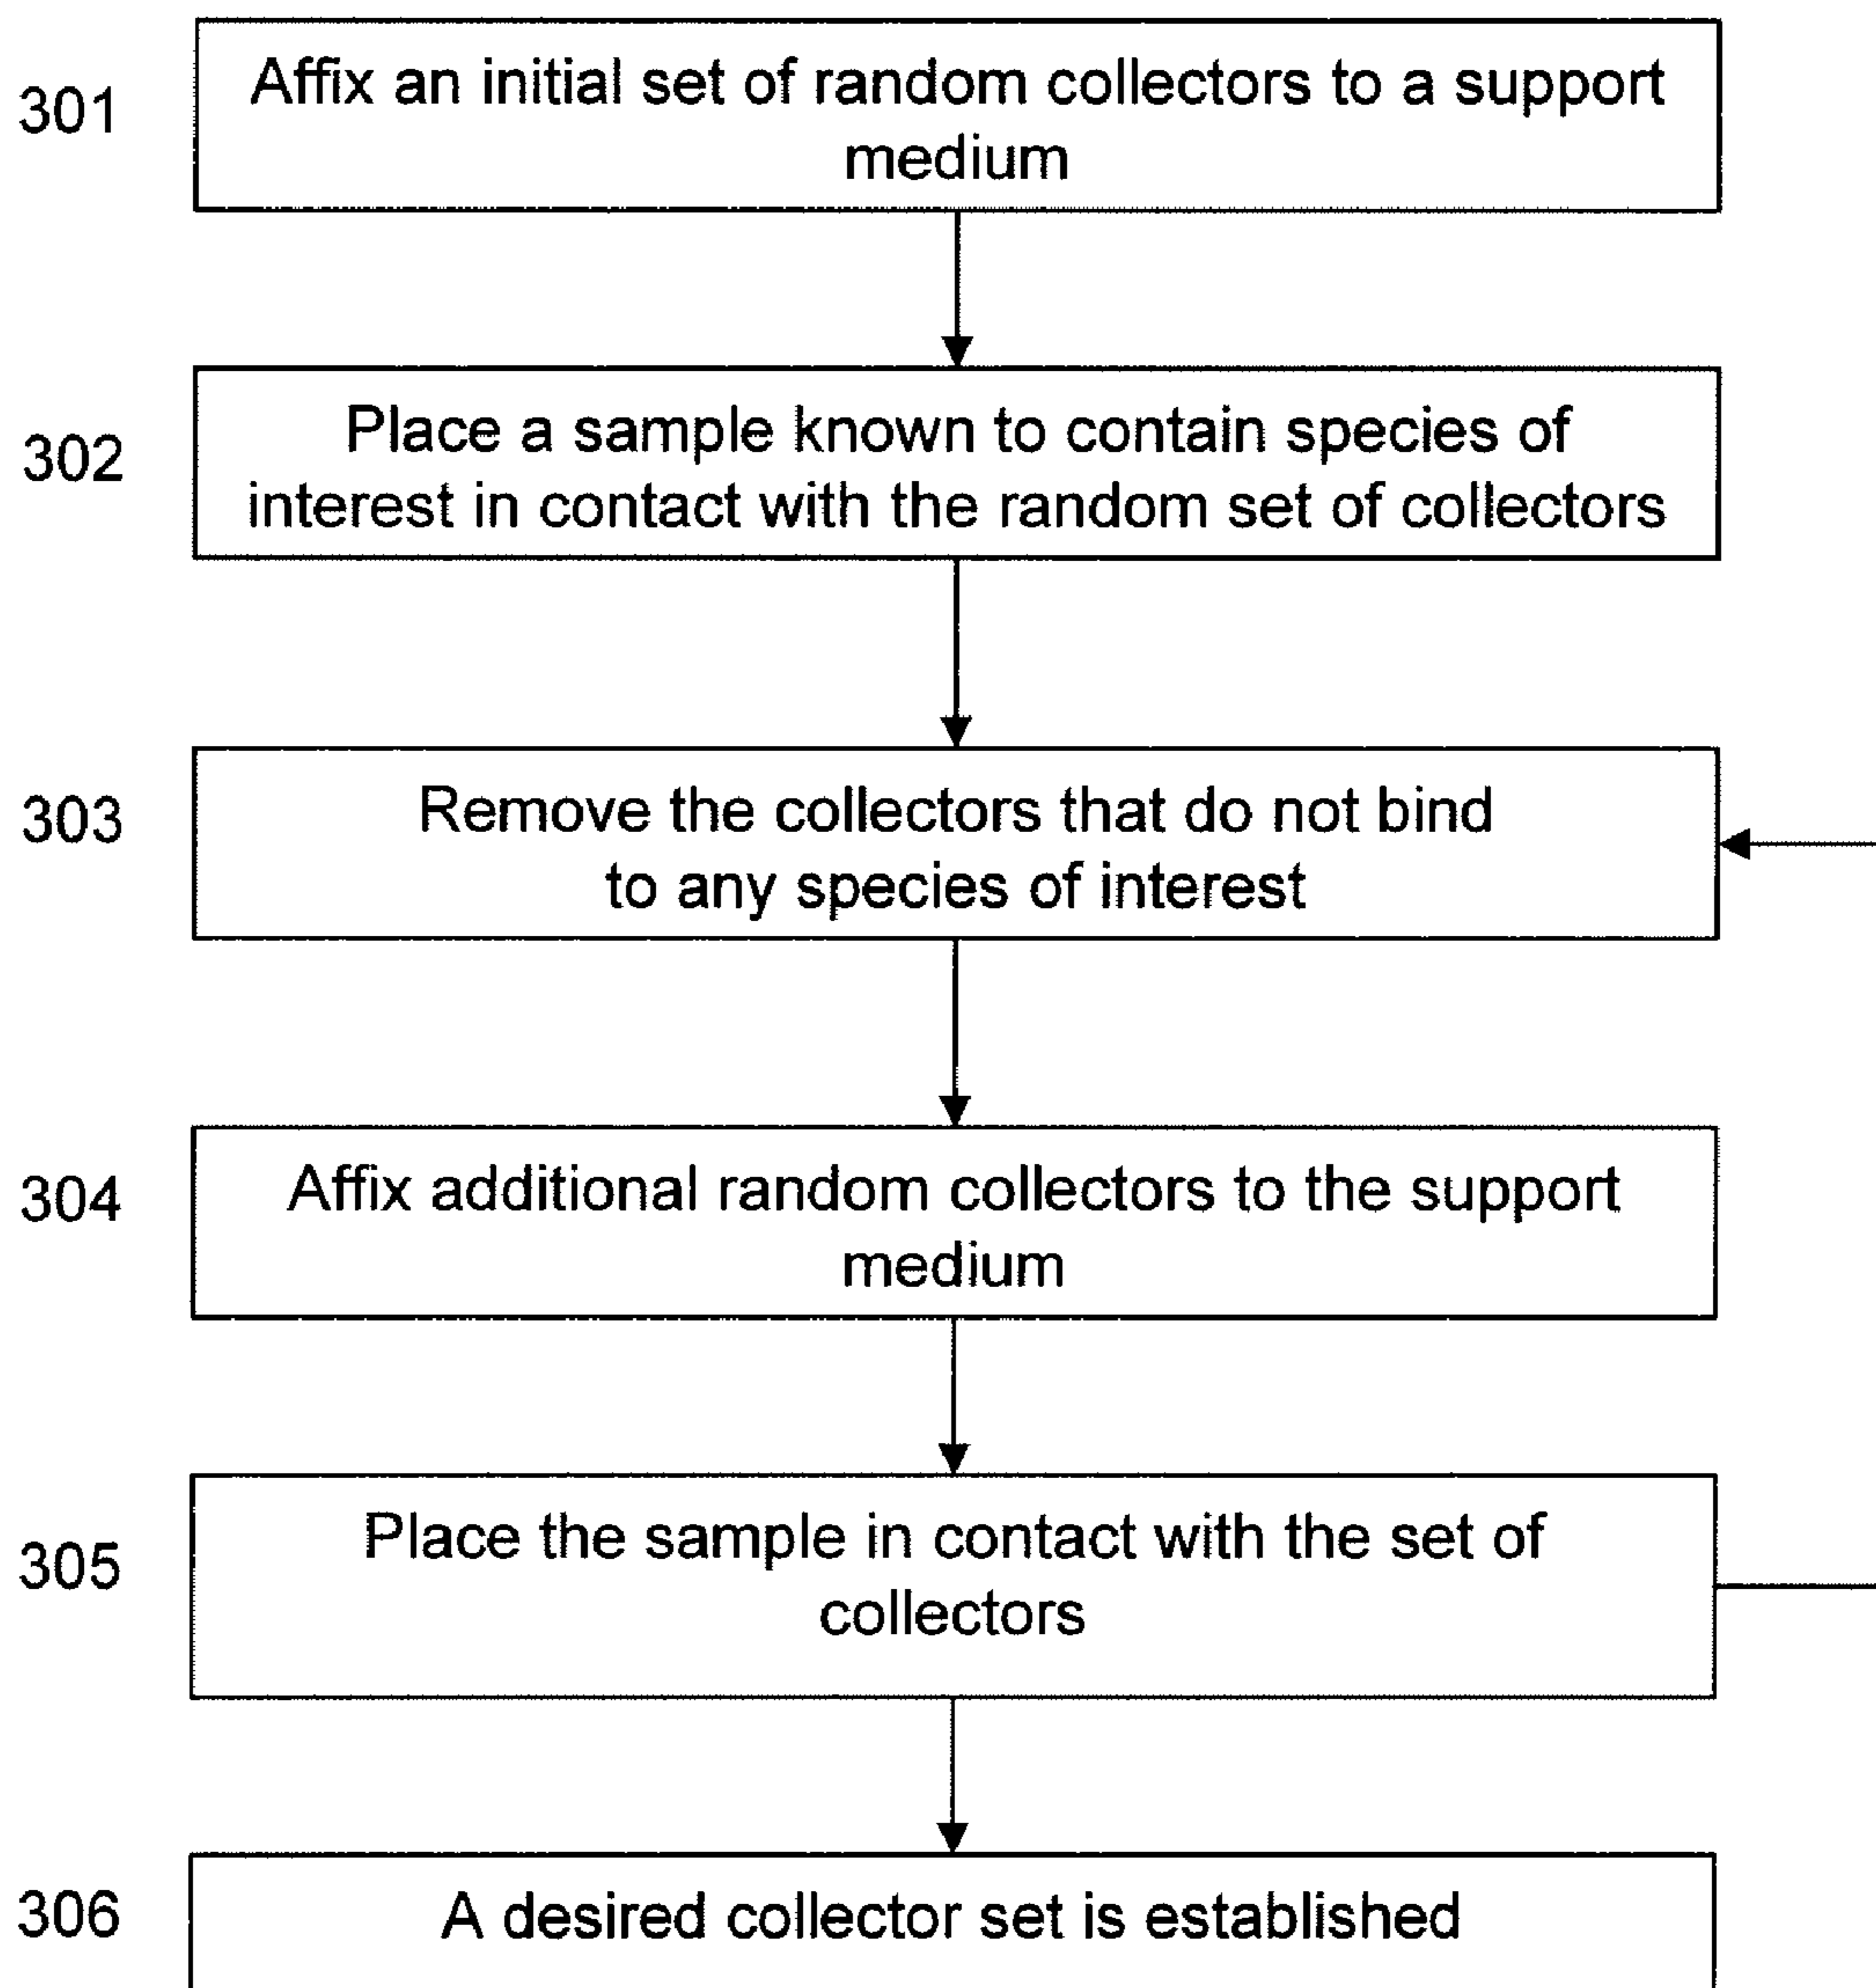 301
Affix an initial set of random collectors to a support
medium
302
Place a sample known to contain species of
interest in contact with the random set of collectors
303
Remove the collectors that do not bind
to any species of interest
304
Affix additional random collectors to the support
medium
305
Place the sample in contact with the set of
collectors
306
A desired collector set is established